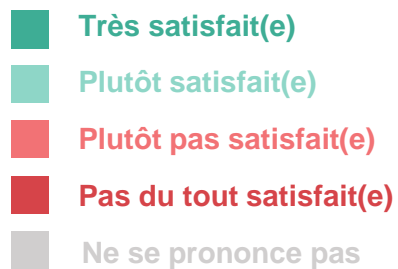 Très satisfait(e)
Plutôt satisfait(e)
Plutôt pas satisfait(e)
Pas du tout satisfait(e)
Ne se prononce pas